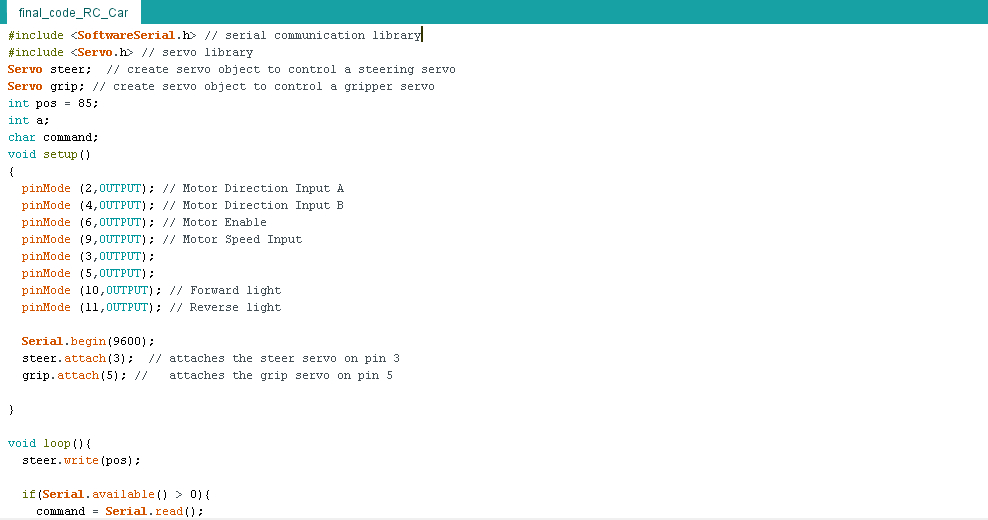 final_code_RC_Car
#include <SoftwareSerial.h> // serial communication library
#include <Servo.h> // servo library
Servo steer;  // create servo object to control a steering servo
Servo grip; // create servo object to control a gripper servo
int pos = 85;
int a;
char command;
void setup()
{
  pinMode (2,OUTPUT); // Motor Direction Input A
  pinMode (4,OUTPUT); // Motor Direction Input B
  pinMode (6,OUTPUT); // Motor Enable
  pinMode (9,OUTPUT); // Motor Speed Input
  pinMode (3,OUTPUT);
  pinMode (5,OUTPUT);
  pinMode (10,OUTPUT); // Forward light
  pinMode (11,OUTPUT); // Reverse light
  Serial.begin(9600);
  steer.attach(3);  // attaches the steer servo on pin 3
  grip.attach(5); //   attaches the grip servo on pin 5
}
void loop(){
  steer.write(pos);
  if(Serial.available() > 0){
    command = Serial.read();